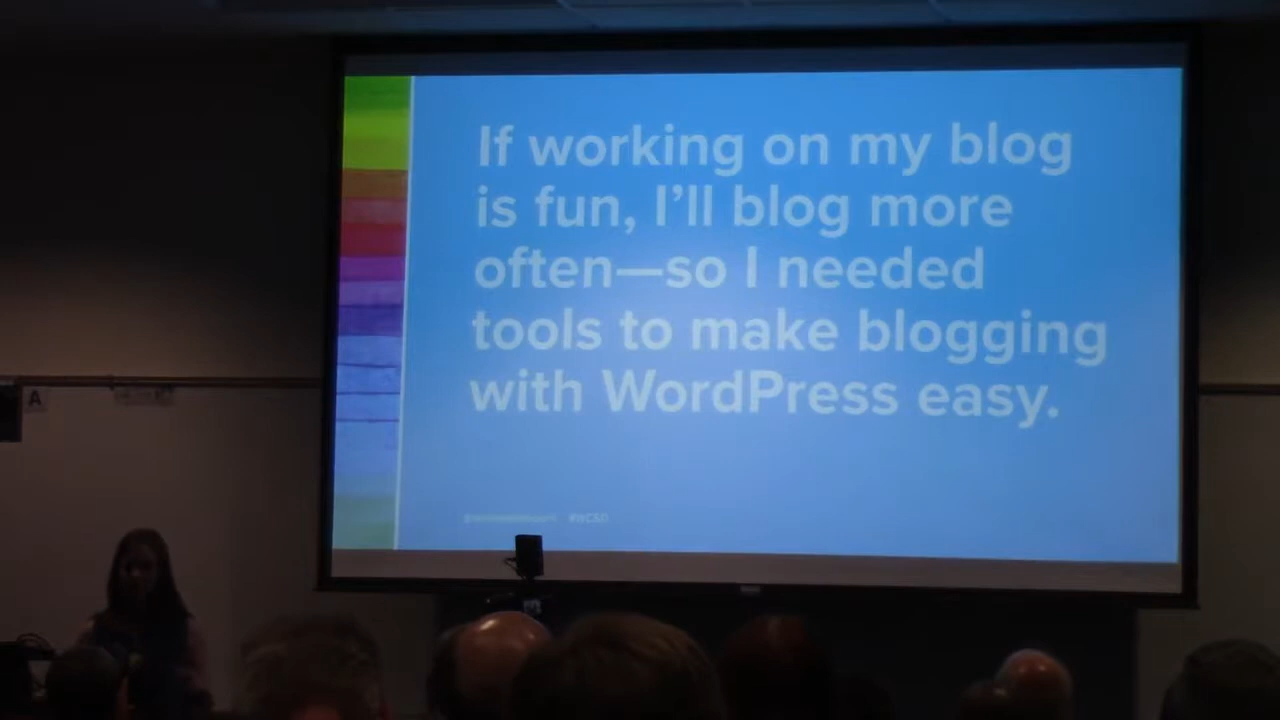 If working on my blog
is fun, I’ll blog more
often—so I needed
tools to make blogging
with WordPress easy.
#WCSD
A